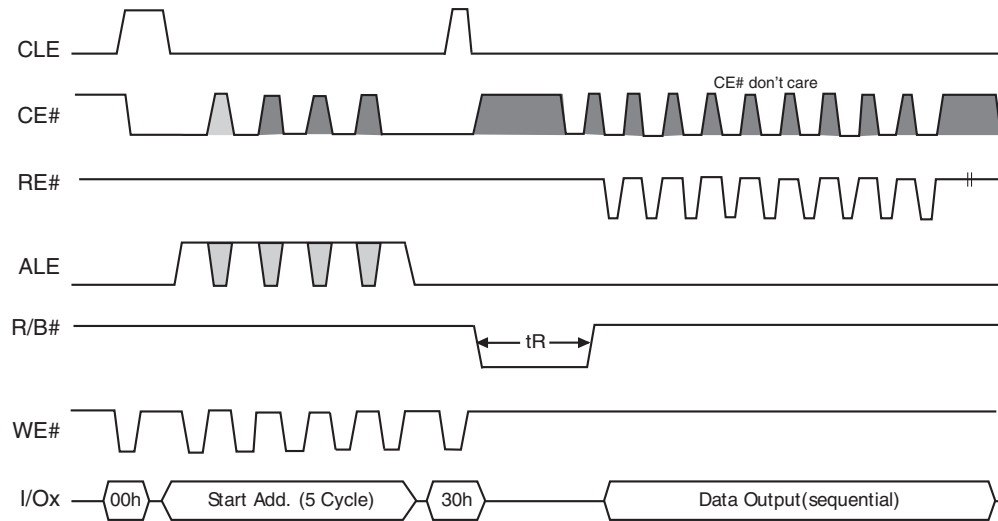 CLE
CE# don't care
CE#
RE#
ALE
R/B#
tR
WE#
I/Ox
00h
Start Add. (5 Cycle)
30h
Data Output(sequential)